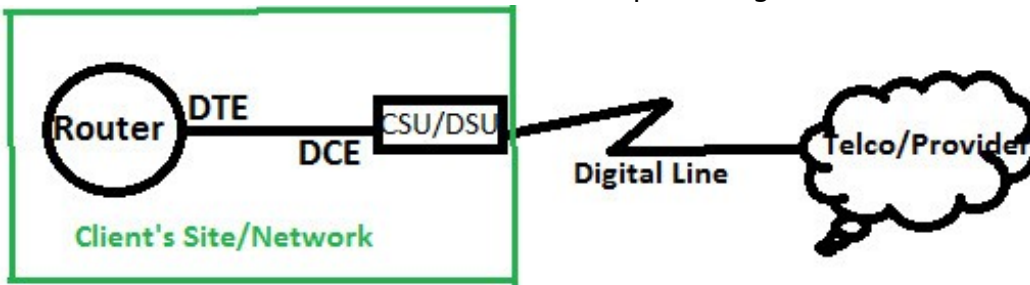 Router
DTE
DCE
CSU/DSU
Digital Line
Telco/Provider
Client's Site/Network